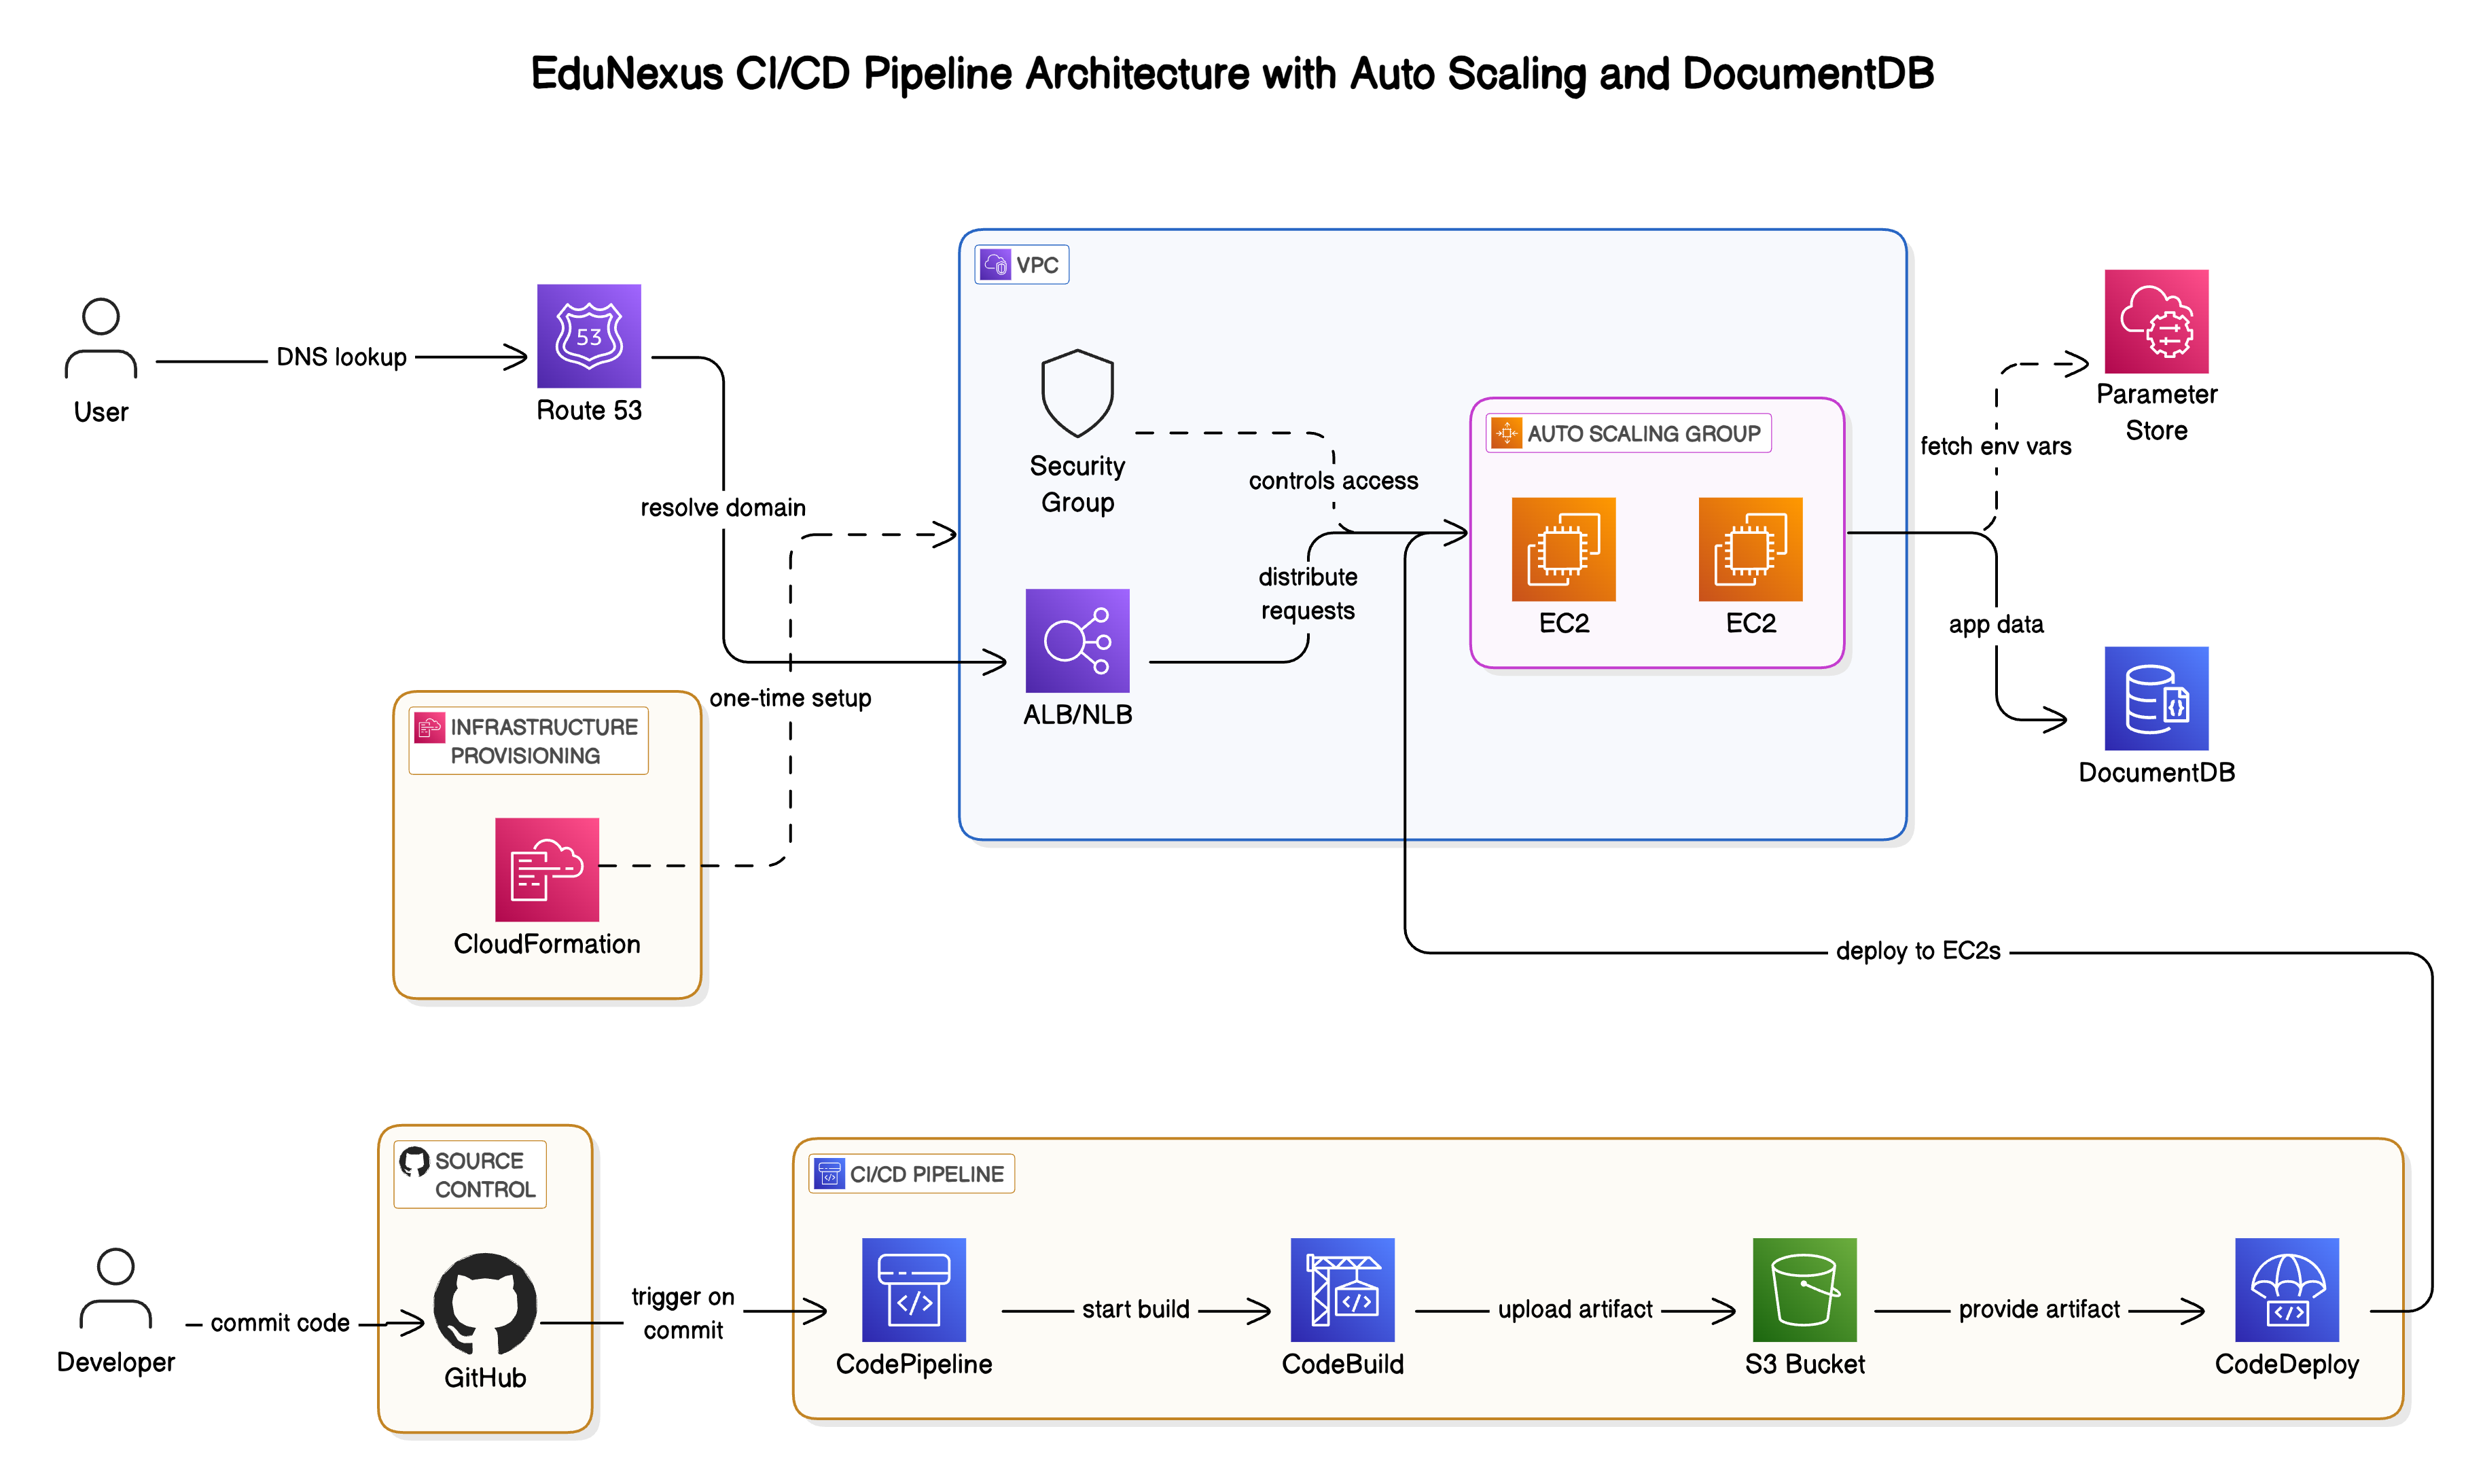 EduNexus CI/CD Pipeline Architecture with Auto Scaling and DocumentDB
VPC
53
User
DNS lookup
Route 53
resolve domain
Security
Group
controls access
AUTO SCALING GROUP
EC2
EC2
distribute
requests
ALB/NLB
Parameter
Store
fetch env vars
app data
DocumentDB
one-time setup
INFRASTRUCTURE
PROVISIONING
CloudFormation
deploy to EC2s
SOURCE
CONTROL
Developer
commit code
GitHub
trigger on
commit
CI/CD PIPELINE
CodePipeline
start build
CodeBuild
upload artifact
S3 Bucket
provide artifact
CodeDeploy